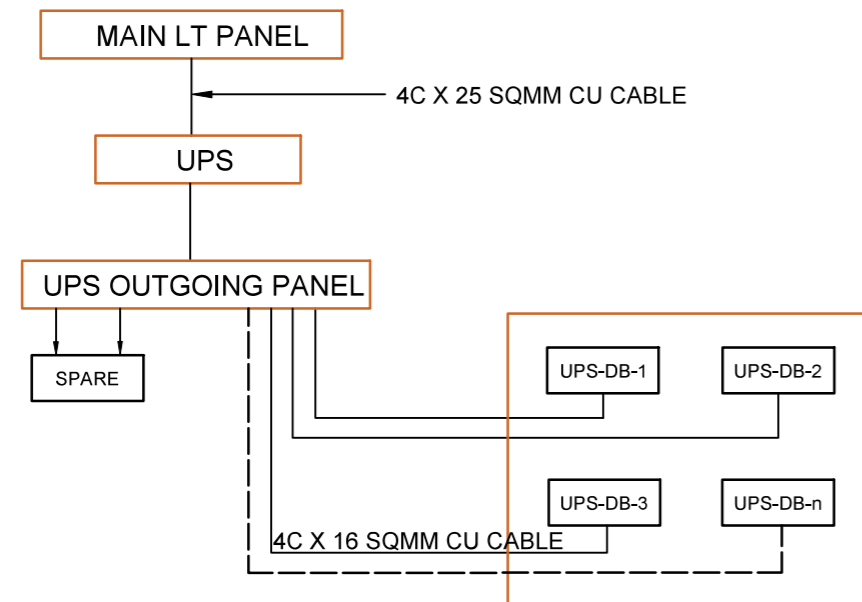 MAIN LT PANEL
4C X 25 SQMM CU CABLE
UPS
UPS OUTGOING PANEL
SPARE
UPS-DB-1
UPS-DB-2
UPS-DB-3
UPS-DB-n
4C X 16 SQMM CU CABLE